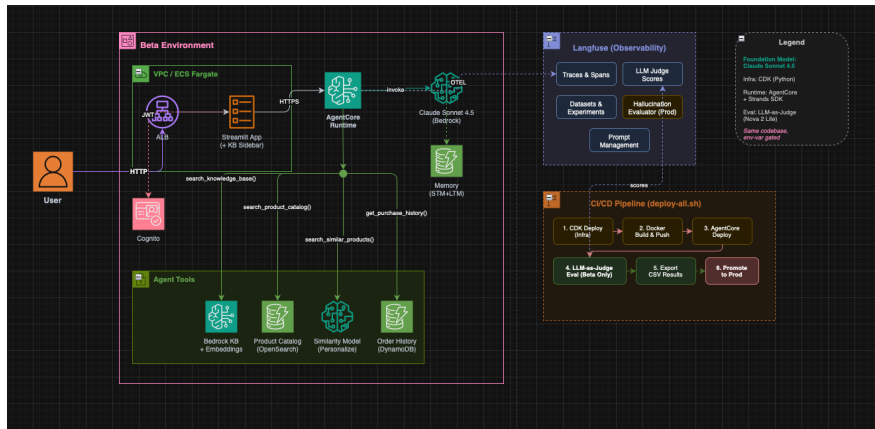 Beta Environment
VPC / ECS Fargate
JWT
ALB
Streamlit App
(+ KB Sidebar)
HTTPS
AgentCore
Runtime
invoke
OTEL
Claude Sonnet 4.5
(Bedrock)
Memory
(STM+LTM)
User
HTTP
Cognito
search_knowledge_base()
search_product_catalog()
get_purchase_history()
search_similar_products()
Agent Tools
Bedrock KB
+ Embeddings
Product Catalog
(OpenSearch)
Similarity Model
(Personalize)
Order History
(DynamoDB)
Langfuse (Observability)
Traces & Spans
LLM Judge
Scores
Datasets &
Experiments
Hallucination
Evaluator (Prod)
Prompt
Management
scores
CI/CD Pipeline (deploy-all.sh)
1. CDK Deploy
(Infra)
2. Docker
Build & Push
3. AgentCore
Deploy
4. LLM-as-Judge
Eval (Beta Only)
5. Export
CSV Results
6. Promote
to Prod
Legend
Foundation Model:
Claude Sonnet 4.5
Infra: CDK (Python)
Runtime: AgentCore
+ Strands SDK
Eval: LLM-as-Judge
(Nova 2 Lite)
Same codebase,
env-var gated